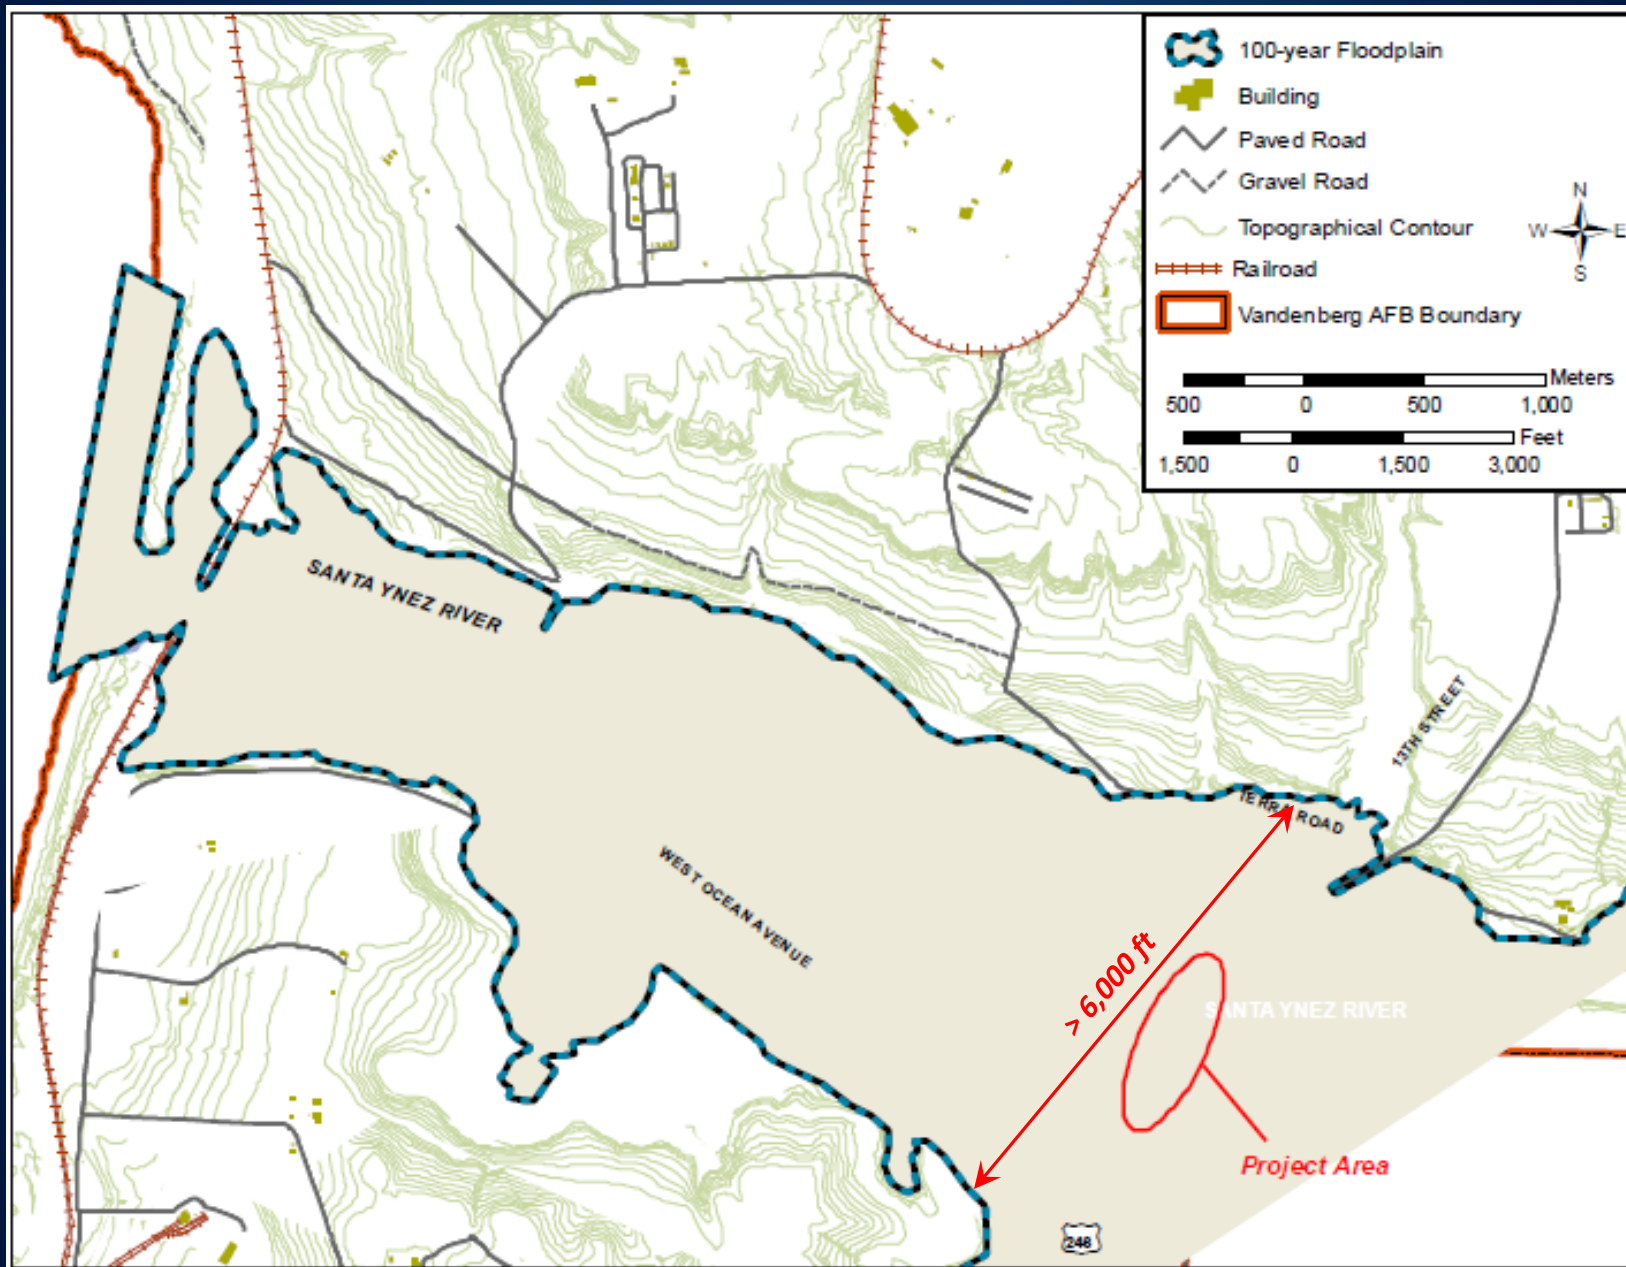 100-year Floodplain
Building
Paved Road
Gravel Road
Topographical Contour
Railroad
Vandenberg AFB Boundary
N
W E
S
Meters
500 0 500 1,000
Feet
1,500 0 1,500 3,000
SANTA YNEZ RIVER
13TH STREET
TERRA ROAD
WEST OCEAN AVENUE
> 6,000 ft
SANTA YNEZ RIVER
Project Area
246